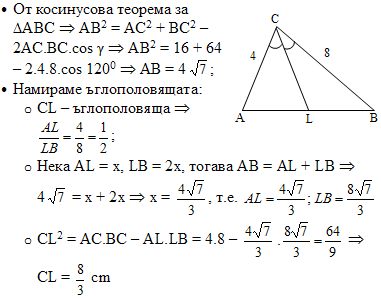 • От косинусова теорема за
ΔABC ⇒ AB² = AC² + BC² –
2AC.BC.cos γ ⇒ AB² = 16 + 64
– 2.4.8.cos 120⁰ ⇒ AB = 4 √7 ;
• Намираме ъглополовящата:
o CL – ъглополовяща ⇒
AL/LB = 4/8 = 1/2 ;
o Нека AL = x, LB = 2x, тогава AB = AL + LB ⇒
4√7 = x + 2x ⇒ x = 4√7/3 , т.е. AL = 4√7/3 ; LB = 8√7/3
o CL² = AC.BC – AL.LB = 4.8 – 4√7/3 . 8√7/3 = 64/9 ⇒
CL = 8/3 cm
C
4
8
A
L
B